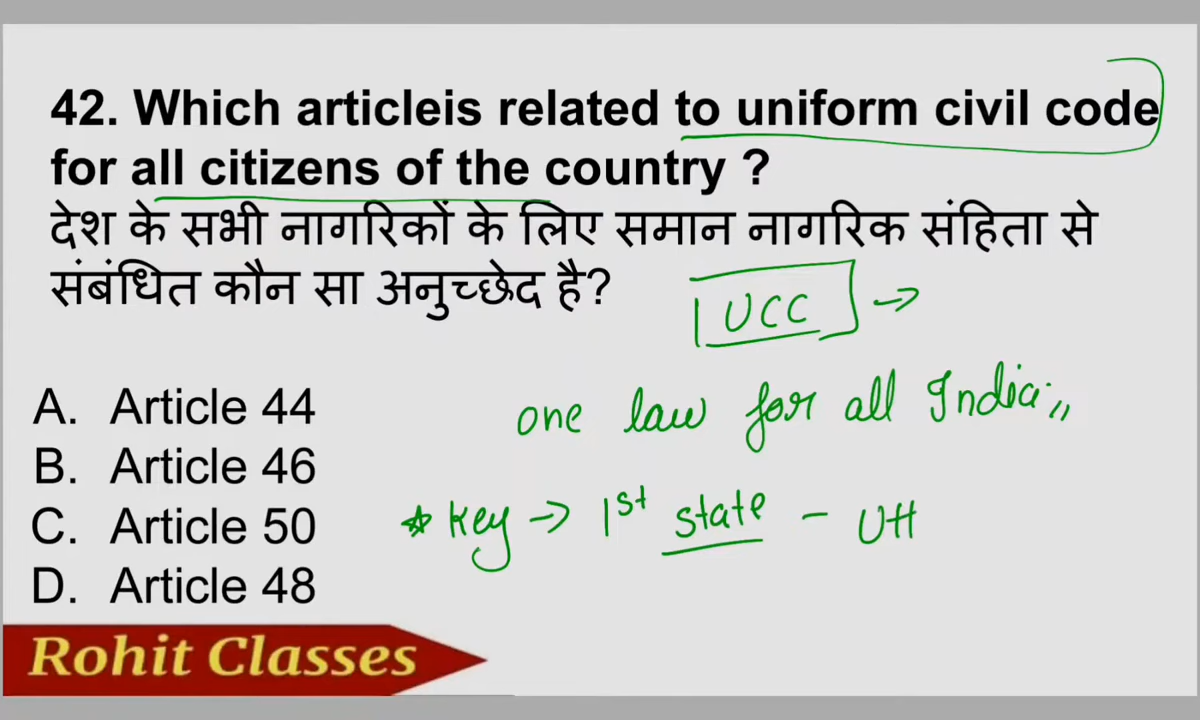 42. Which articleis related to uniform civil code
for all citizens of the country ?
देश के सभी नागरिकों के लिए समान नागरिक संहिता से
संबंधित कौन सा अनुच्छेद है?
UCC →
A. Article 44
one law for all India;,,
B. Article 46
C. Article 50
* Key → 1st state - UH
D. Article 48
Rohit Classes